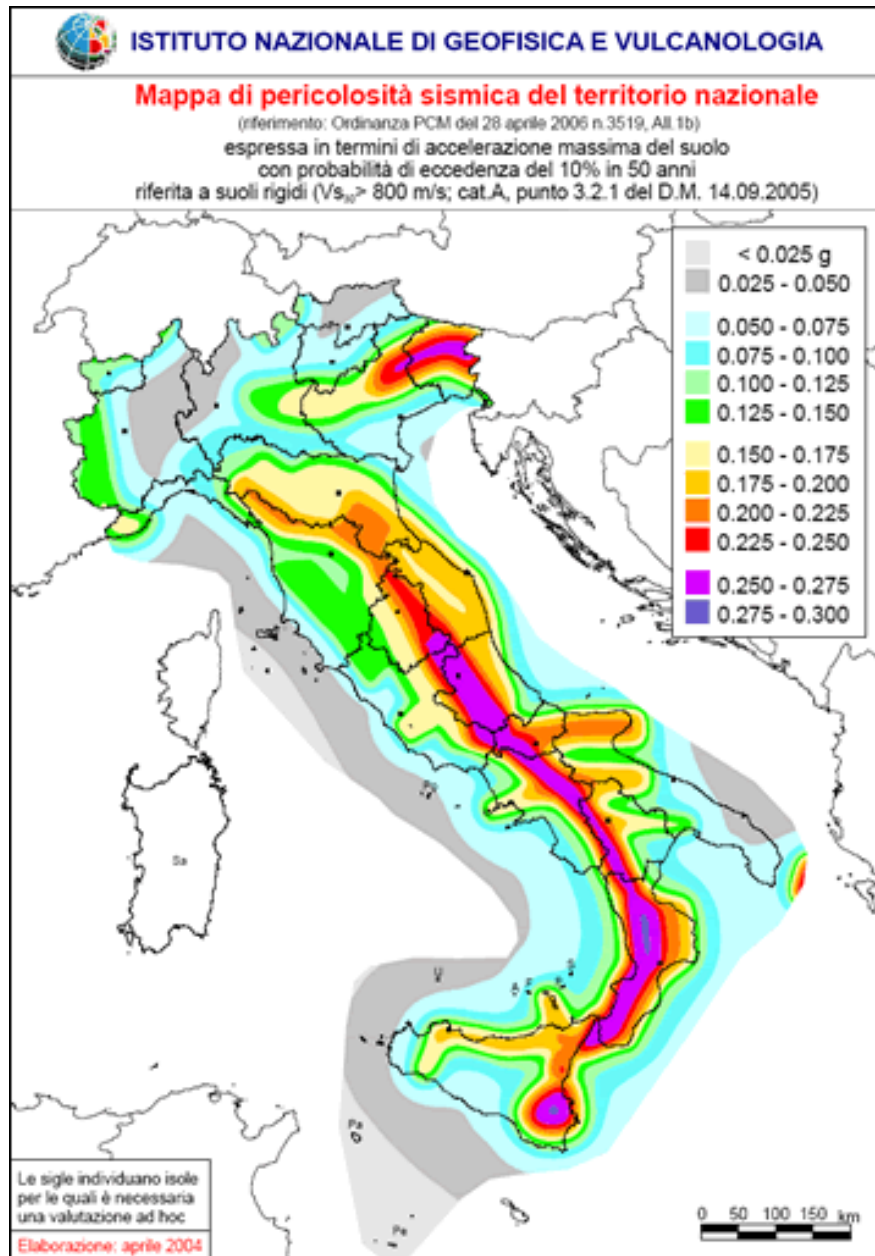 ISTITUTO NAZIONALE DI GEOFISICA E VULCANOLOGIA
Mappa di pericolosità sismica del territorio nazionale
(riferimento: Ordinanza PCM del 28 aprile 2006 n.3519, All.1b)
espressa in termini di accelerazione massima del suolo
con probabilità di eccedenza del 10% in 50 anni
riferita a suoli rigidi (Vs₃₀> 800 m/s; cat.A, punto 3.2.1 del D.M. 14.09.2005)
< 0.025 g
0.025 - 0.050
0.050 - 0.075
0.075 - 0.100
0.100 - 0.125
0.125 - 0.150
0.150 - 0.175
0.175 - 0.200
0.200 - 0.225
0.225 - 0.250
0.250 - 0.275
0.275 - 0.300
Sa
U
A
Pa
Pe
Le sigle individuano isole
per le quali è necessaria
una valutazione ad hoc
Elaborazione: aprile 2004
0 50 100 150 km